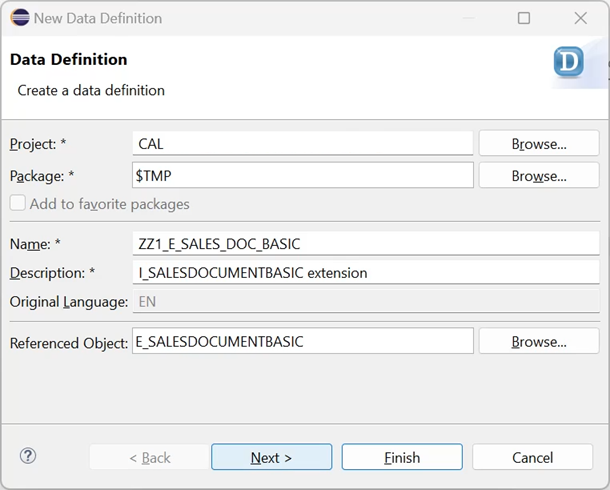 New Data Definition
Data Definition
Create a data definition
D
Project: * CAL Browse...
Package: * $TMP Browse...
Add to favorite packages
Name: * ZZ1_E_SALES_DOC_BASIC
Description: * I_SALESDOCUMENTBASIC extension
Original Language: EN
Referenced Object: E_SALESDOCUMENTBASIC Browse...
? < Back Next > Finish Cancel